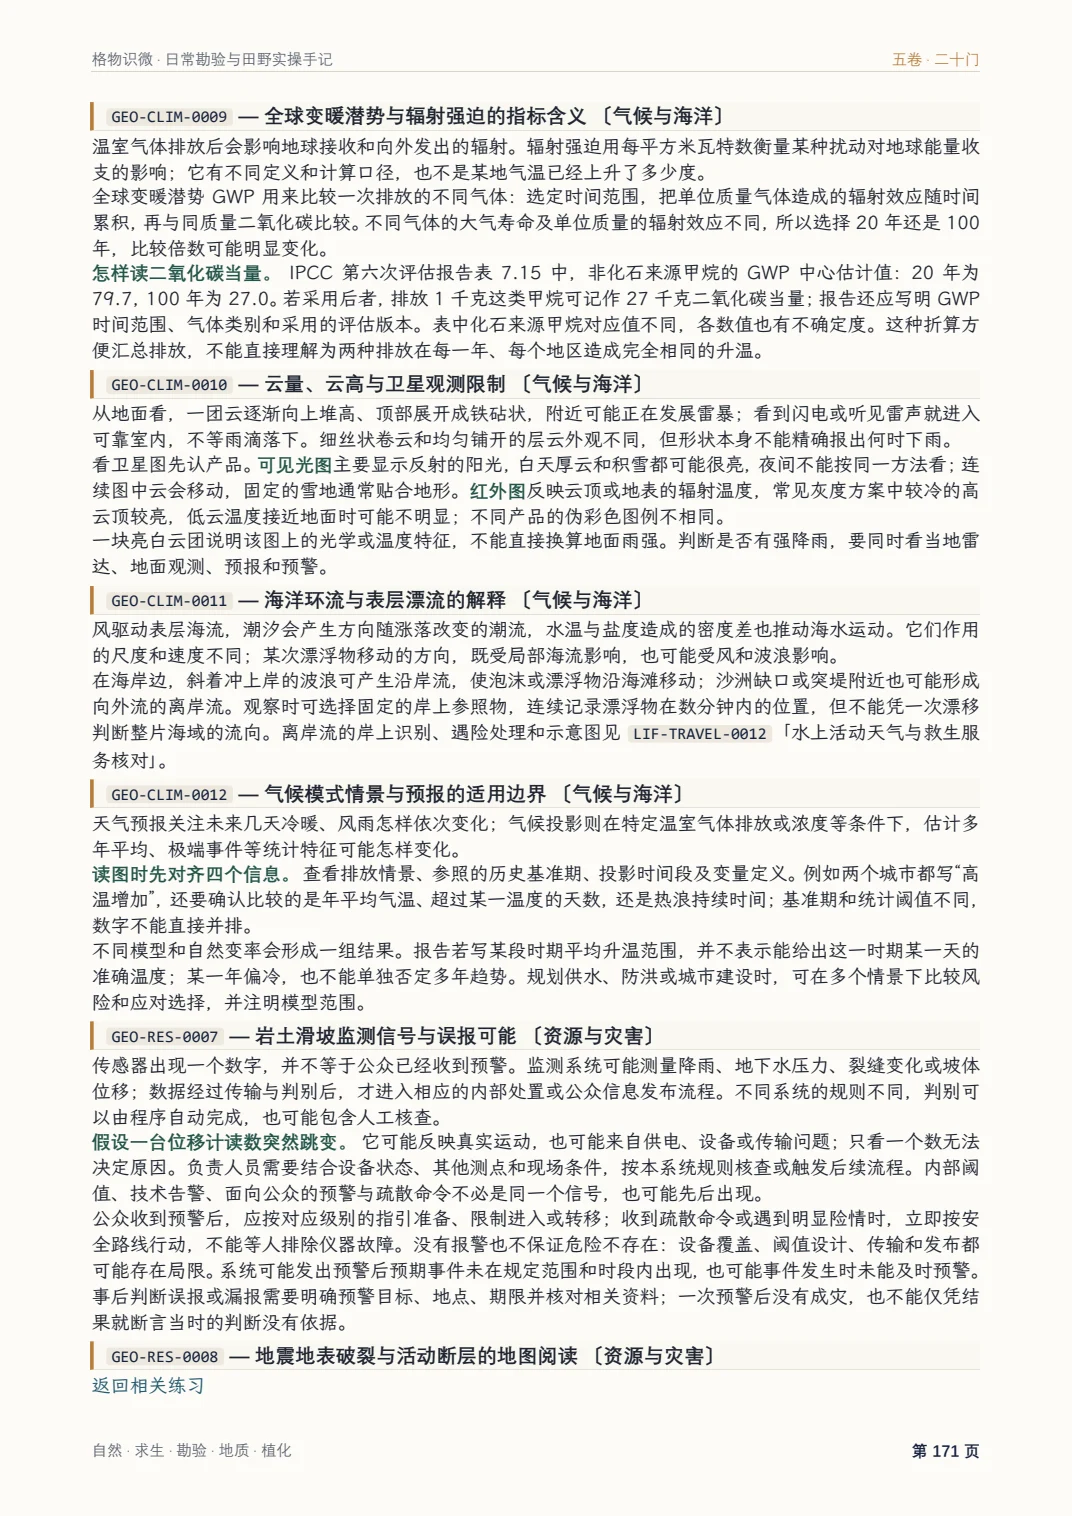 格物识微 · 日常勘验与田野实操手记
五卷 · 二十门
GEO-CLIM-0009 — 全球变暖潜势与辐射强迫的指标含义 〔气候与海洋〕
温室气体排放后会影响地球接收和向外发出的辐射。辐射强迫用每平方米瓦特数衡量某种扰动对地球能量收
支的影响；它有不同定义和计算口径，也不是某地气温已经上升了多少度。
全球变暖潜势 GWP 用来比较一次排放的不同气体：选定时间范围，把单位质量气体造成的辐射效应随时间
累积，再与同质量二氧化碳比较。不同气体的大气寿命及单位质量的辐射效应不同，所以选择 20 年还是 100
年，比较倍数可能明显变化。
怎样读二氧化碳当量。 IPCC 第六次评估报告表 7.15 中，非化石来源甲烷的 GWP 中心估计值：20 年为
79.7，100 年为 27.0。若采用后者，排放 1 千克这类甲烷可记作 27 千克二氧化碳当量；报告还应写明 GWP
时间范围、气体类别和采用的评估版本。表中化石来源甲烷对应值不同，各数值也有不确定度。这种折算方
便汇总排放，不能直接理解为两种排放在每一年、每个地区造成完全相同的升温。
GEO-CLIM-0010 — 云量、云高与卫星观测限制 〔气候与海洋〕
从地面看，一团云逐渐向上堆高、顶部展开成铁砧状，附近可能正在发展雷暴；看到闪电或听见雷声就进入
可靠室内，不等雨滴落下。细丝状卷云和均匀铺开的层云外观不同，但形状本身不能精确报出何时下雨。
看卫星图先认产品。可见光图主要显示反射的阳光，白天厚云和积雪都可能很亮，夜间不能按同一方法看；连
续图中云会移动，固定的雪地通常贴合地形。红外图反映云顶或地表的辐射温度，常见灰度方案中较冷的高
云顶较亮，低云温度接近地面时可能不明显；不同产品的伪彩色图例不相同。
一块亮白云团说明该图上的光学或温度特征，不能直接换算地面雨强。判断是否有强降雨，要同时看当地雷
达、地面观测、预报和预警。
GEO-CLIM-0011 — 海洋环流与表层漂流的解释 〔气候与海洋〕
风驱动表层海流，潮汐会产生方向随涨落改变的潮流，水温与盐度造成的密度差也推动海水运动。它们作用
的尺度和速度不同；某次漂浮物移动的方向，既受局部海流影响，也可能受风和波浪影响。
在海岸边，斜着冲上岸的波浪可产生沿岸流，使泡沫或漂浮物沿海滩移动；沙洲缺口或突堤附近也可能形成
向外流的离岸流。观察时可选择固定的岸上参照物，连续记录漂浮物在数分钟内的位置，但不能凭一次漂移
判断整片海域的流向。离岸流的岸上识别、遇险处理和示意图见 LIF-TRAVEL-0012「水上活动天气与救生服
务核对」。
GEO-CLIM-0012 — 气候模式情景与预报的适用边界 〔气候与海洋〕
天气预报关注未来几天冷暖、风雨怎样依次变化；气候投影则在特定温室气体排放或浓度等条件下，估计多
年平均、极端事件等统计特征可能怎样变化。
读图时先对齐四个信息。 查看排放情景、参照的历史基准期、投影时间段及变量定义。例如两个城市都写“高
温增加”，还要确认比较的是年平均气温、超过某一温度的天数，还是热浪持续时间；基准期和统计阈值不同，
数字不能直接并排。
不同模型和自然变率会形成一组结果。报告若写某段时期平均升温范围，并不表示能给出这一时期某一天的
准确温度；某一年偏冷，也不能单独否定多年趋势。规划供水、防洪或城市建设时，可在多个情景下比较风
险和应对选择，并注明模型范围。
GEO-RES-0007 — 岩土滑坡监测信号与误报可能 〔资源与灾害〕
传感器出现一个数字，并不等于公众已经收到预警。监测系统可能测量降雨、地下水压力、裂缝变化或坡体
位移；数据经过传输与判别后，才进入相应的内部处置或公众信息发布流程。不同系统的规则不同，判别可
以由程序自动完成，也可能包含人工核查。
假设一台位移计读数突然跳变。 它可能反映真实运动，也可能来自供电、设备或传输问题；只看一个数无法
决定原因。负责人员需要结合设备状态、其他测点和现场条件，按本系统规则核查或触发后续流程。内部阈
值、技术告警、面向公众的预警与疏散命令不必是同一个信号，也可能先后出现。
公众收到预警后，应按对应级别的指引准备、限制进入或转移；收到疏散命令或遇到明显险情时，立即按安
全路线行动，不能等人排除仪器故障。没有报警也不保证危险不存在：设备覆盖、阈值设计、传输和发布都
可能存在局限。系统可能发出预警后预期事件未在规定范围和时段内出现，也可能事件发生时未能及时预警。
事后判断误报或漏报需要明确预警目标、地点、期限并核对相关资料；一次预警后没有成灾，也不能仅凭结
果就断言当时的判断没有依据。
GEO-RES-0008 — 地震地表破裂与活动断层的地图阅读 〔资源与灾害〕
返回相关练习
自然 · 求生 · 勘验 · 地质 · 植化
第 171 页